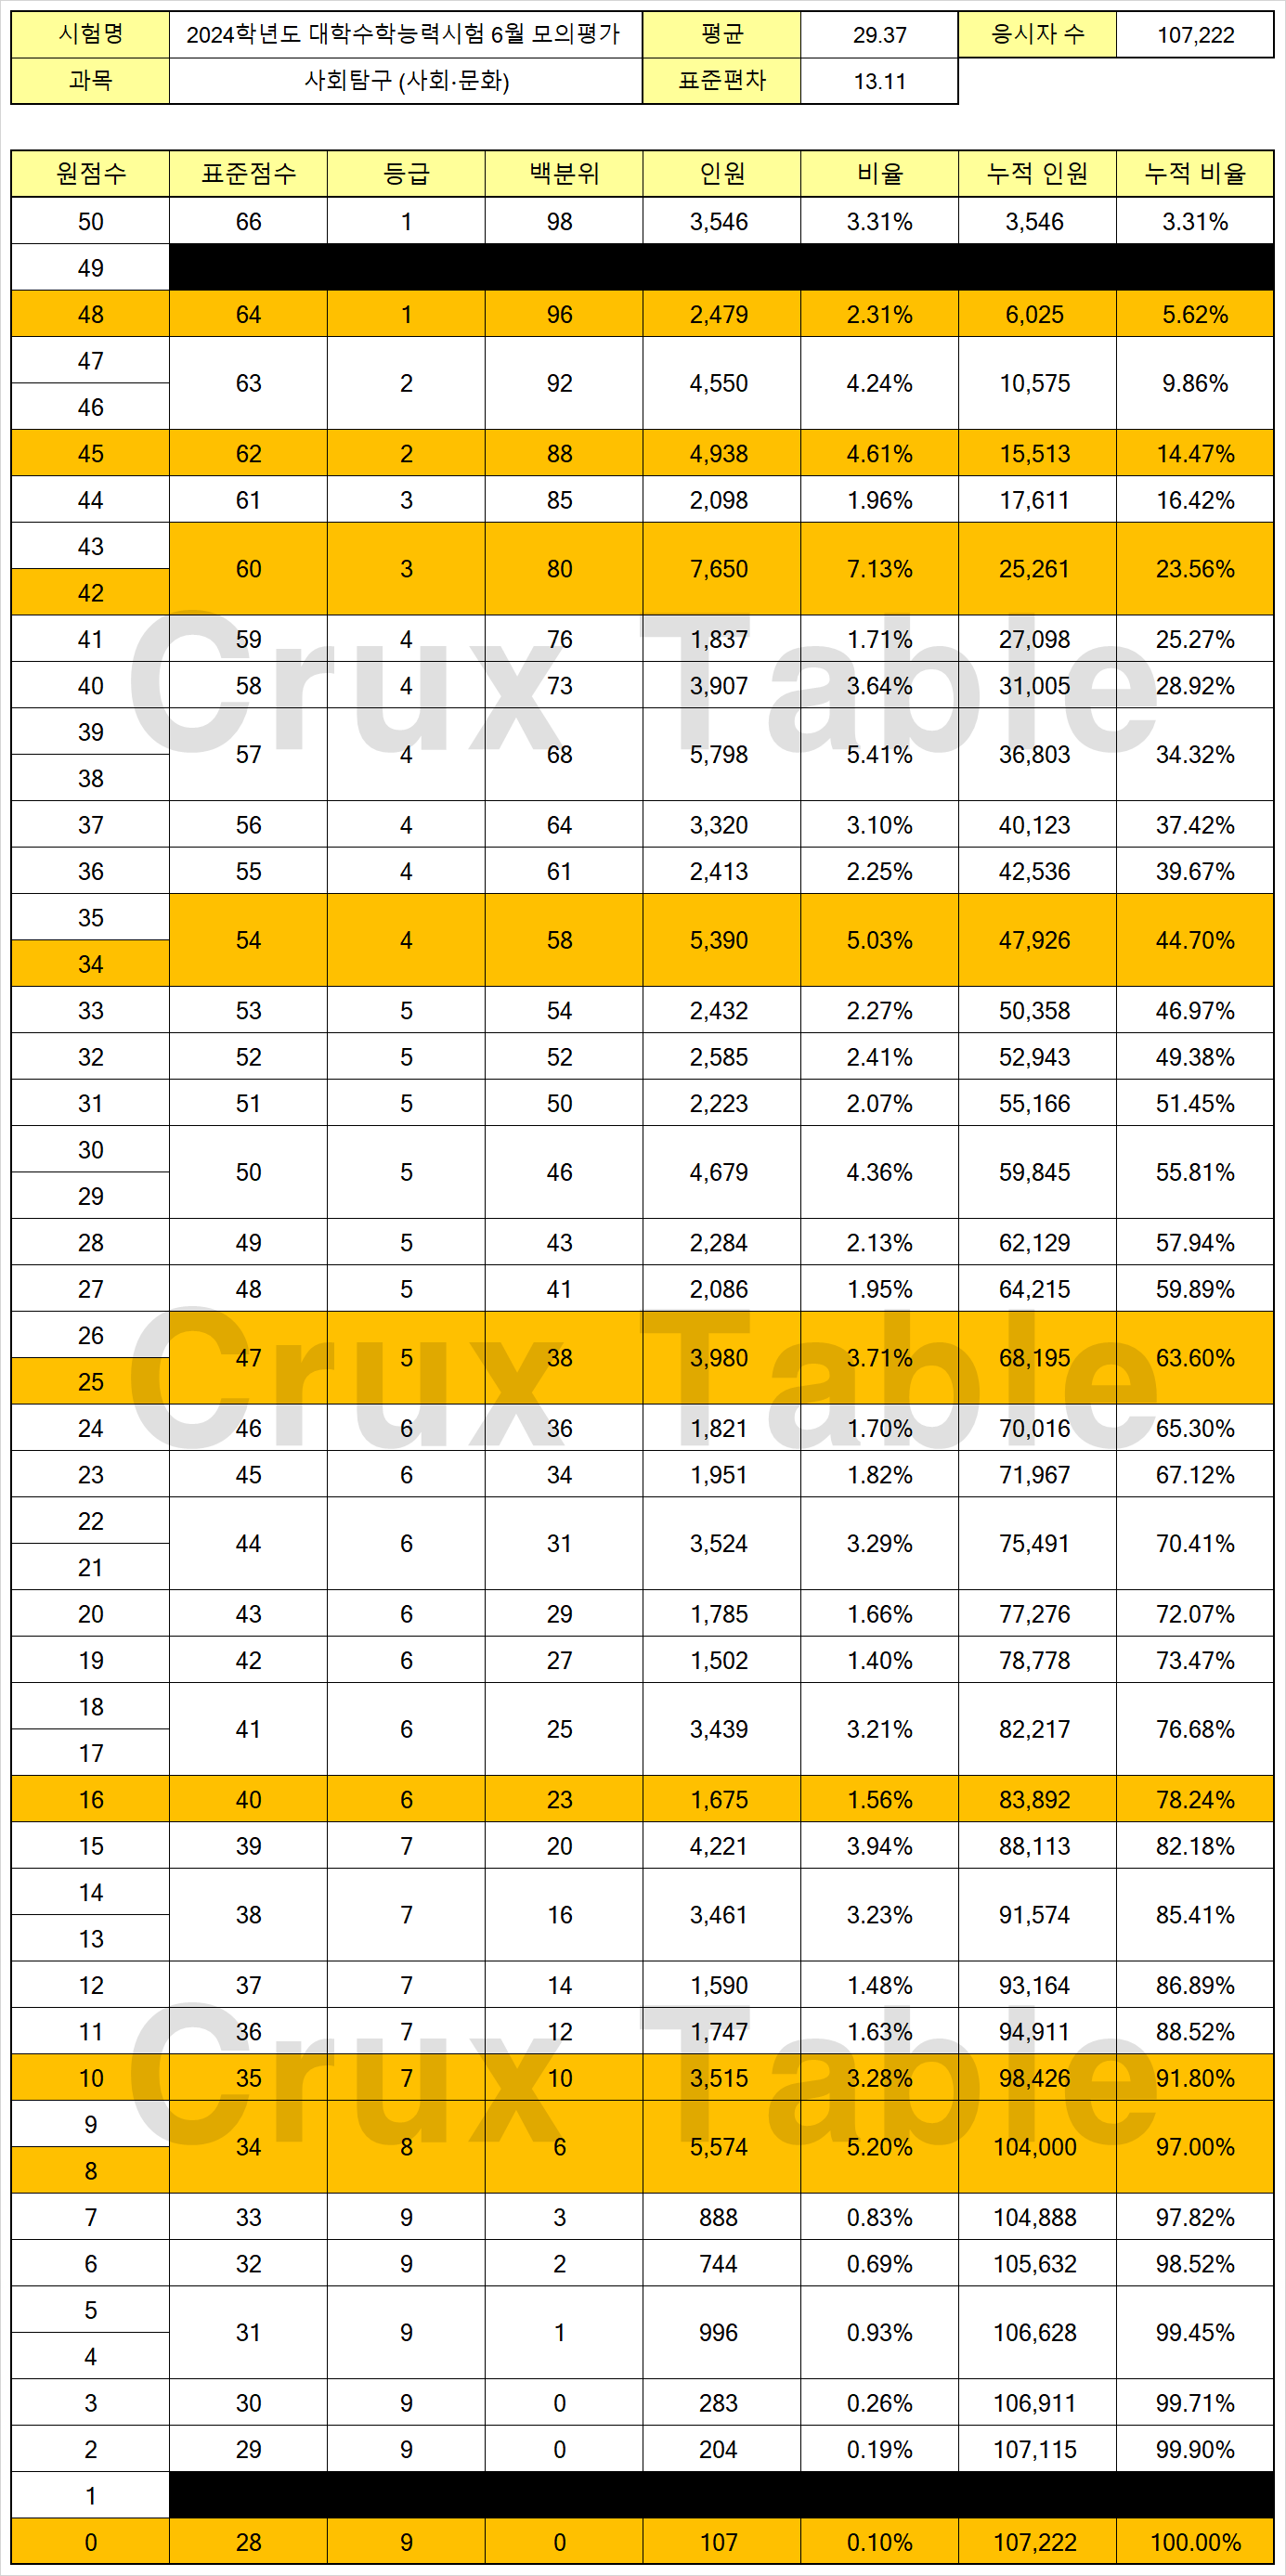 시험명 2024학년도 대학수학능력시험 6월 모의평가 평균 29.37 응시자 수 107,222
과목 사회탐구 (사회·문화) 표준편차 13.11
원점수 표준점수 등급 백분위 인원 비율 누적 인원 누적 비율
50 66 1 98 3,546 3.31% 3,546 3.31%
49
48 64 1 96 2,479 2.31% 6,025 5.62%
47
63 2 92 4,550 4.24% 10,575 9.86%
46
45 62 2 88 4,938 4.61% 15,513 14.47%
44 61 3 85 2,098 1.96% 17,611 16.42%
43
60 3 80 7,650 7.13% 25,261 23.56%
42
41 59 4 76 1,837 1.71% 27,098 25.27%
Crux Table
40 58 4 73 3,907 3.64% 31,005 28.92%
39
57 4 68 5,798 5.41% 36,803 34.32%
38
37 56 4 64 3,320 3.10% 40,123 37.42%
36 55 4 61 2,413 2.25% 42,536 39.67%
35
54 4 58 5,390 5.03% 47,926 44.70%
34
33 53 5 54 2,432 2.27% 50,358 46.97%
32 52 5 52 2,585 2.41% 52,943 49.38%
31 51 5 50 2,223 2.07% 55,166 51.45%
30
50 5 46 4,679 4.36% 59,845 55.81%
29
28 49 5 43 2,284 2.13% 62,129 57.94%
27 48 5 41 2,086 1.95% 64,215 59.89%
26
47 5 38 3,980 3.71% 68,195 63.60%
25
Crux Table
24 46 6 36 1,821 1.70% 70,016 65.30%
23 45 6 34 1,951 1.82% 71,967 67.12%
22
44 6 31 3,524 3.29% 75,491 70.41%
21
20 43 6 29 1,785 1.66% 77,276 72.07%
19 42 6 27 1,502 1.40% 78,778 73.47%
18
41 6 25 3,439 3.21% 82,217 76.68%
17
16 40 6 23 1,675 1.56% 83,892 78.24%
15 39 7 20 4,221 3.94% 88,113 82.18%
14
38 7 16 3,461 3.23% 91,574 85.41%
13
12 37 7 14 1,590 1.48% 93,164 86.89%
11 36 7 12 1,747 1.63% 94,911 88.52%
10 35 7 10 3,515 3.28% 98,426 91.80%
Crux Table
9
34 8 6 5,574 5.20% 104,000 97.00%
8
7 33 9 3 888 0.83% 104,888 97.82%
6 32 9 2 744 0.69% 105,632 98.52%
5
31 9 1 996 0.93% 106,628 99.45%
4
3 30 9 0 283 0.26% 106,911 99.71%
2 29 9 0 204 0.19% 107,115 99.90%
1
0 28 9 0 107 0.10% 107,222 100.00%